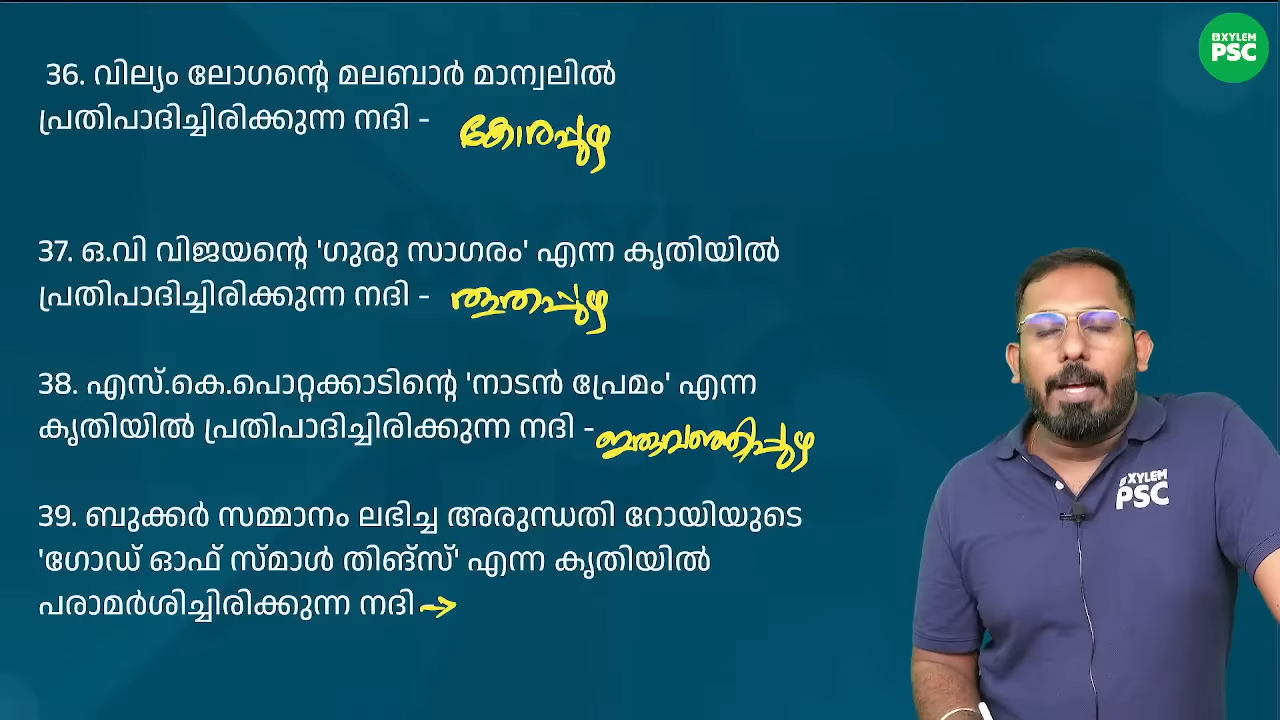 XYLEM
PSC
36. വില്യം ലോഗന്റെ മലബാർ മാന്വലിൽ
പ്രതിപാദിച്ചിരിക്കുന്ന നദി - കോരപ്പുഴ
37. ഒ.വി വിജയന്റെ 'ഗുരു സാഗരം' എന്ന കൃതിയിൽ
പ്രതിപാദിച്ചിരിക്കുന്ന നദി - തൂതപ്പുഴ
38. എസ്.കെ.പൊറ്റക്കാടിന്റെ 'നാടൻ പ്രേമം' എന്ന
കൃതിയിൽ പ്രതിപാദിച്ചിരിക്കുന്ന നദി - ഇരുവഞ്ഞിപ്പുഴ
39. ബുക്കർ സമ്മാനം ലഭിച്ച അരുന്ധതി റോയിയുടെ
'ഗോഡ് ഓഫ് സ്മാൾ തിങ്സ്' എന്ന കൃതിയിൽ
പരാമർശിച്ചിരിക്കുന്ന നദി →
XYLEM
PSC